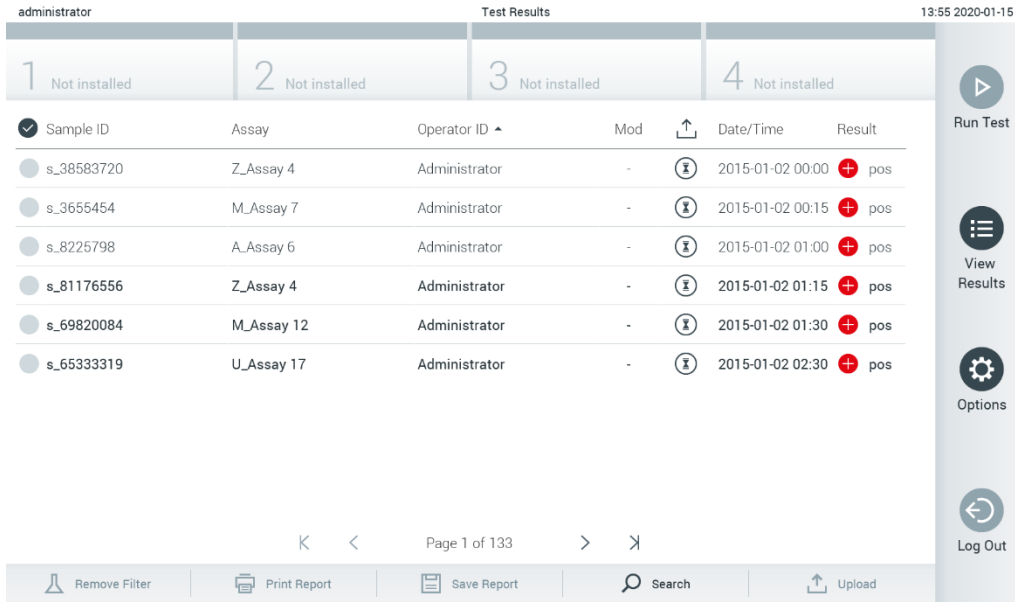 administrator Test Results 13:55 2020-01-15
1 Not installed 2 Not installed 3 Not installed 4 Not installed
Run Test
Sample ID Assay Operator ID Mod Date/Time Result
s_38583720 Z_Assay 4 Administrator - 2015-01-02 00:00 pos
s_3655454 M_Assay 7 Administrator - 2015-01-02 00:15 pos
s_8225798 A_Assay 6 Administrator - 2015-01-02 01:00 pos
View
Results
s_81176556 Z_Assay 4 Administrator - 2015-01-02 01:15 pos
s_69820084 M_Assay 12 Administrator - 2015-01-02 01:30 pos
s_65333319 U_Assay 17 Administrator - 2015-01-02 02:30 pos
Options
Page 1 of 133
Log Out
Remove Filter Print Report Save Report Search Upload